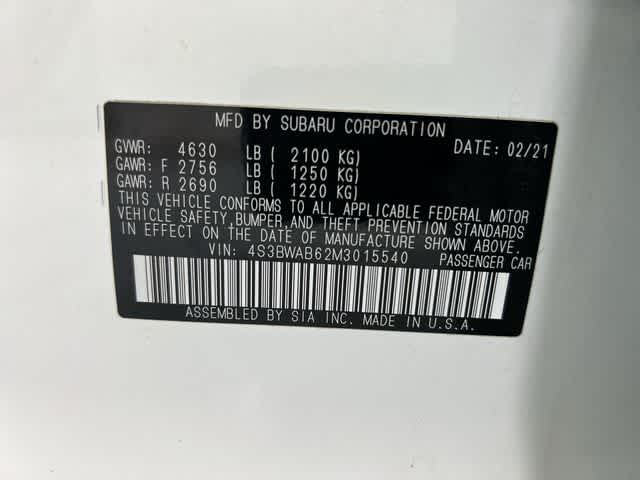 MFD BY SUBARU CORPORATION
DATE: 02/21
GVWR: 4630 LB ( 2100 KG)
GAWR: F 2756 LB ( 1250 KG)
GAWR: R 2690 LB ( 1220 KG)
THIS VEHICLE CONFORMS TO ALL APPLICABLE FEDERAL MOTOR
VEHICLE SAFETY, BUMPER, AND THEFT PREVENTION STANDARDS
IN EFFECT ON THE DATE OF MANUFACTURE SHOWN ABOVE.
VIN: 4S3BWAB62M3015540 PASSENGER CAR
ASSEMBLED BY SIA INC. MADE IN U.S.A.